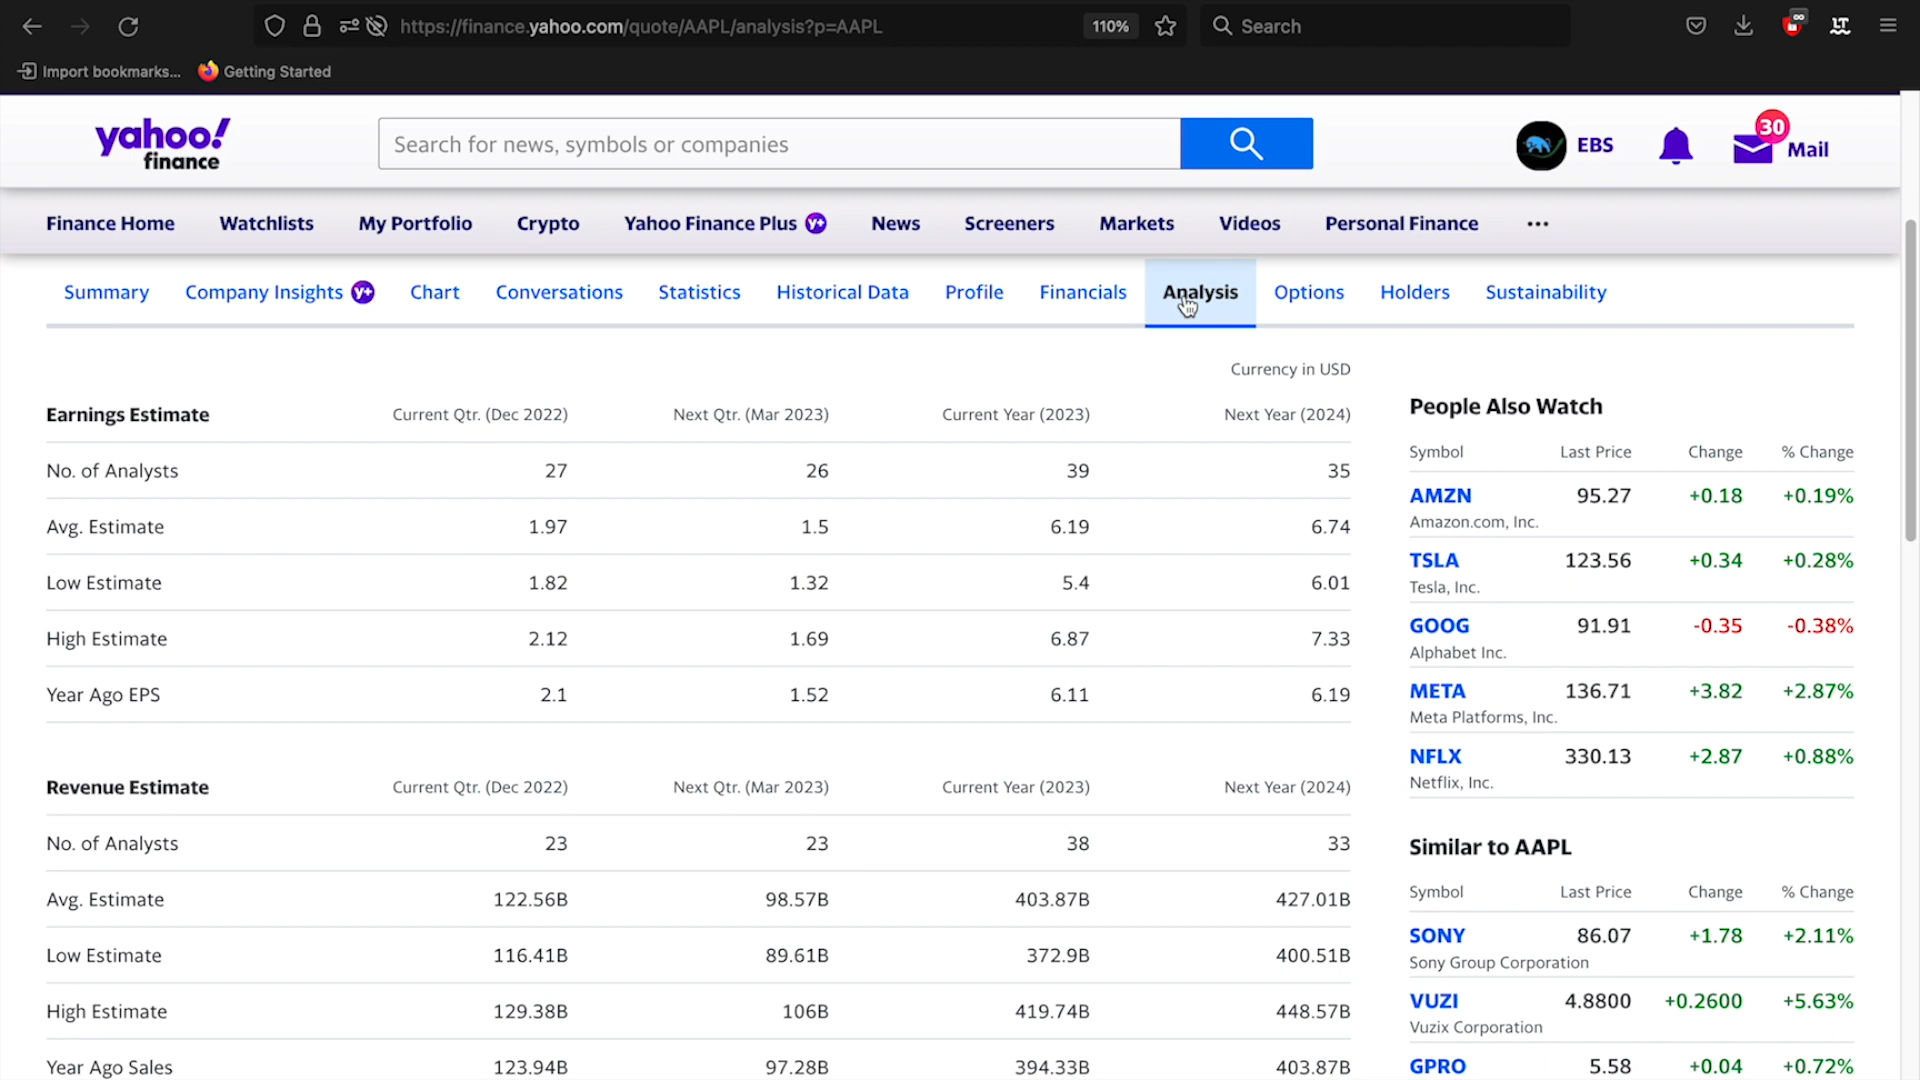 https://finance.yahoo.com/quote/AAPL/analysis?p=AAPL 110% Search
Import bookmarks... Getting Started
yahoo!
finance
Search for news, symbols or companies
EBS
30
Mail
Finance Home Watchlists My Portfolio Crypto Yahoo Finance Plus y+ News Screeners Markets Videos Personal Finance ...
Summary Company Insights y+ Chart Conversations Statistics Historical Data Profile Financials Analysis Options Holders Sustainability
Currency in USD
Earnings Estimate Current Qtr. (Dec 2022) Next Qtr. (Mar 2023) Current Year (2023) Next Year (2024)
No. of Analysts 27 26 39 35
Avg. Estimate 1.97 1.5 6.19 6.74
Low Estimate 1.82 1.32 5.4 6.01
High Estimate 2.12 1.69 6.87 7.33
Year Ago EPS 2.1 1.52 6.11 6.19
Revenue Estimate Current Qtr. (Dec 2022) Next Qtr. (Mar 2023) Current Year (2023) Next Year (2024)
No. of Analysts 23 23 38 33
Avg. Estimate 122.56B 98.57B 403.87B 427.01B
Low Estimate 116.41B 89.61B 372.9B 400.51B
High Estimate 129.38B 106B 419.74B 448.57B
Year Ago Sales 123.94B 97.28B 394.33B 403.87B
People Also Watch
Symbol Last Price Change % Change
AMZN 95.27 +0.18 +0.19%
Amazon.com, Inc.
TSLA 123.56 +0.34 +0.28%
Tesla, Inc.
GOOG 91.91 -0.35 -0.38%
Alphabet Inc.
META 136.71 +3.82 +2.87%
Meta Platforms, Inc.
NFLX 330.13 +2.87 +0.88%
Netflix, Inc.
Similar to AAPL
Symbol Last Price Change % Change
SONY 86.07 +1.78 +2.11%
Sony Group Corporation
VUZI 4.8800 +0.2600 +5.63%
Vuzix Corporation
GPRO 5.58 +0.04 +0.72%